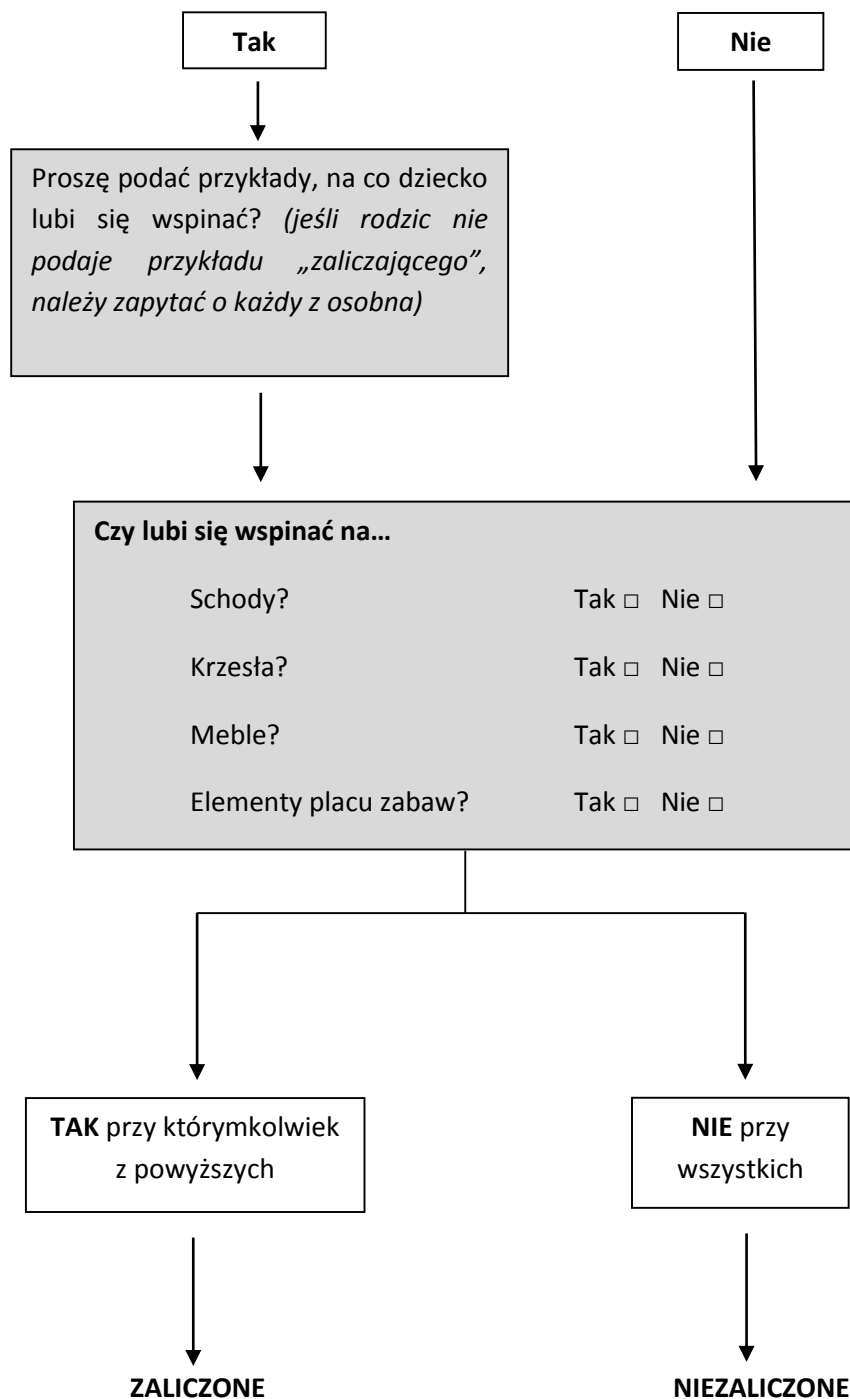 Tak
Nie
Proszę podać przykłady, na co dziecko
lubi się wspinać? (jeśli rodzic nie
podaje przykładu „zaliczającego”,
należy zapytać o każdy z osobna)
Czy lubi się wspinać na…
Schody? Tak □ Nie □
Krzesła? Tak □ Nie □
Meble? Tak □ Nie □
Elementy placu zabaw? Tak □ Nie □
TAK przy którymkolwiek
z powyższych
NIE przy
wszystkich
ZALICZONE
NIEZALICZONE